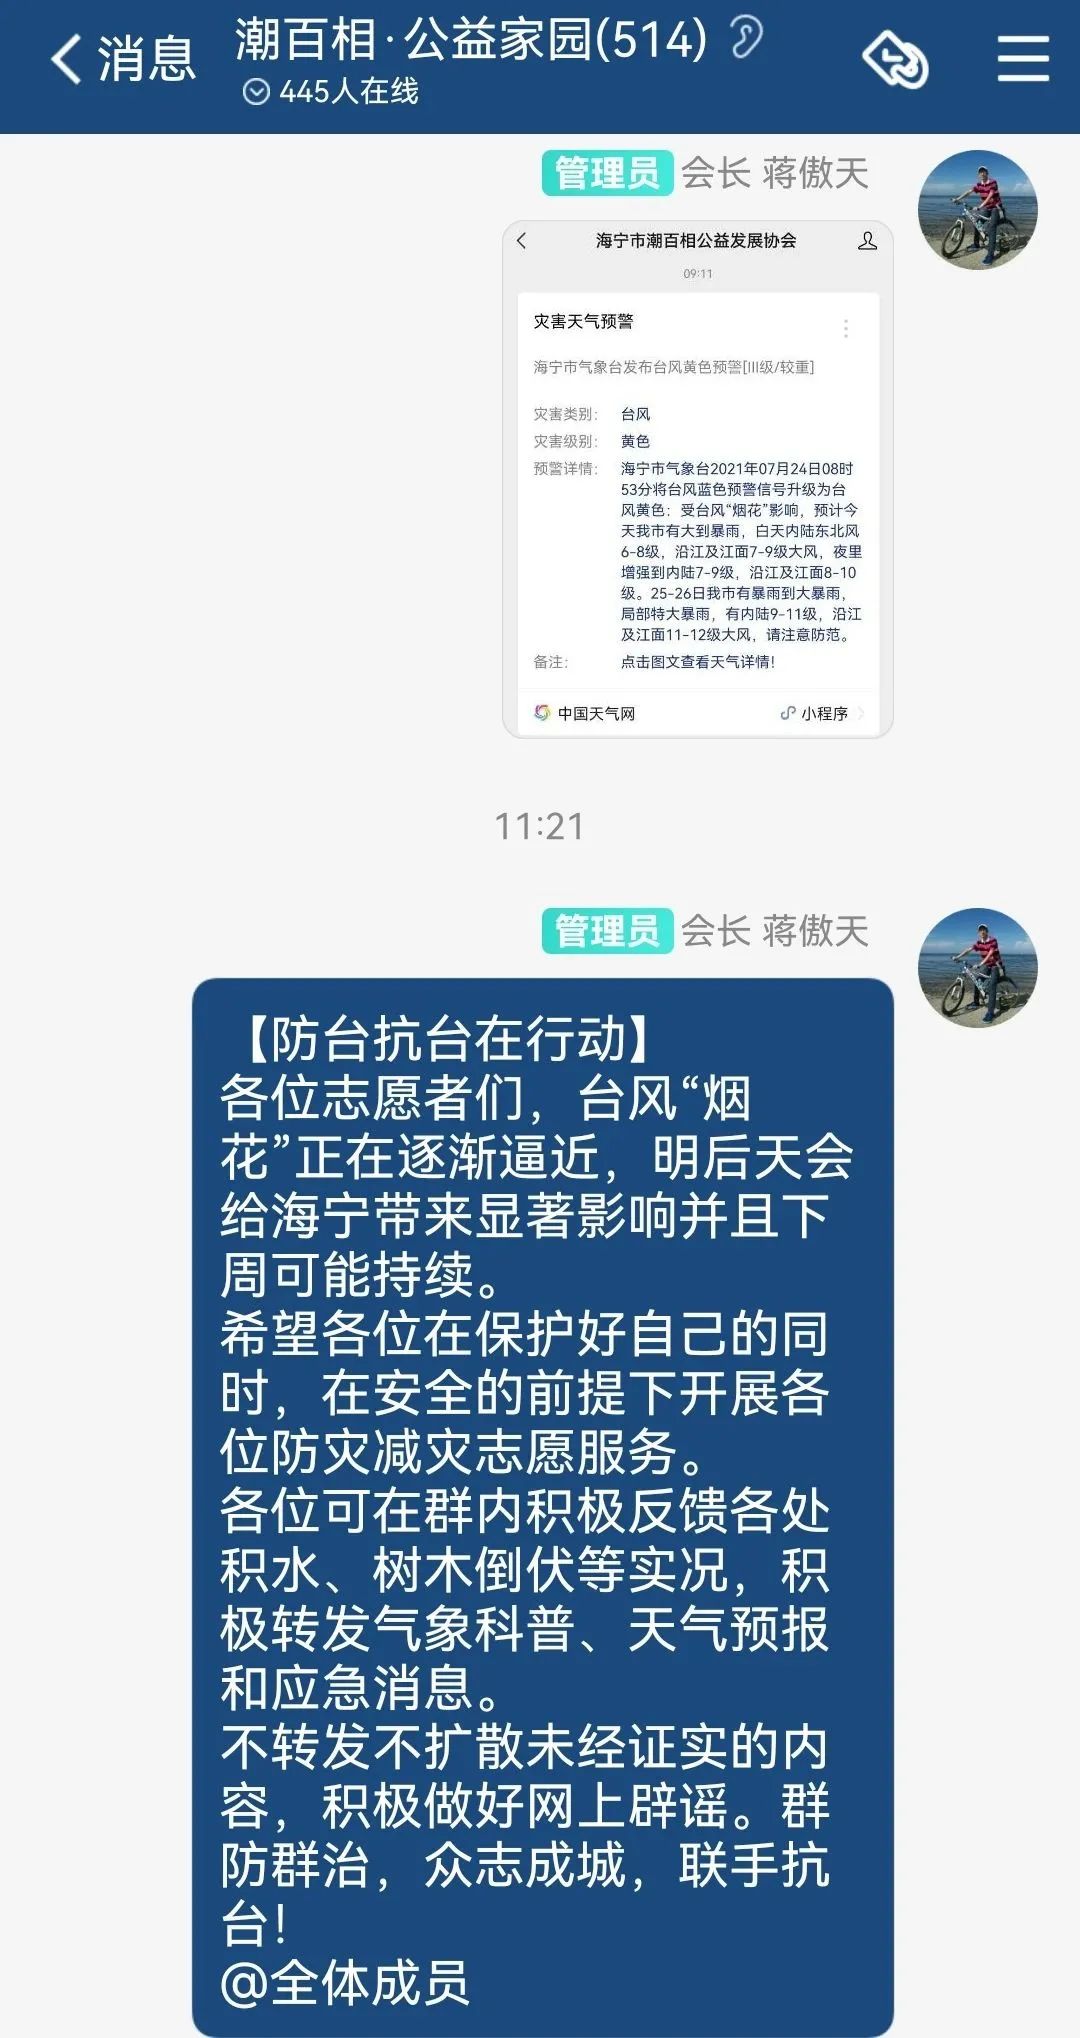 消息
潮百相·公益家园(514)
445人在线
管理员 会长 蒋傲天
海宁市潮百相公益发展协会
09:11
灾害天气预警
海宁市气象台发布台风黄色预警[III级/较重]
灾害类别： 台风
灾害级别： 黄色
预警详情： 海宁市气象台2021年07月24日08时
53分将台风蓝色预警信号升级为台
风黄色：受台风“烟花”影响，预计今
天我市有大到暴雨，白天内陆东北风
6-8级，沿江及江面7-9级大风，夜里
增强到内陆7-9级，沿江及江面8-10
级。25-26日我市有暴雨到大暴雨，
局部特大暴雨，有内陆9-11级，沿江
及江面11-12级大风，请注意防范。
备注： 点击图文查看天气详情！
中国天气网 小程序
11:21
管理员 会长 蒋傲天
【防台抗台在行动】
各位志愿者们，台风“烟
花”正在逐渐逼近，明后天会
给海宁带来显著影响并且下
周可能持续。
希望各位在保护好自己的同
时，在安全的前提下开展各
位防灾减灾志愿服务。
各位可在群内积极反馈各处
积水、树木倒伏等实况，积
极转发气象科普、天气预报
和应急消息。
不转发不扩散未经证实的内
容，积极做好网上辟谣。群
防群治，众志成城，联手抗
台！
@全体成员